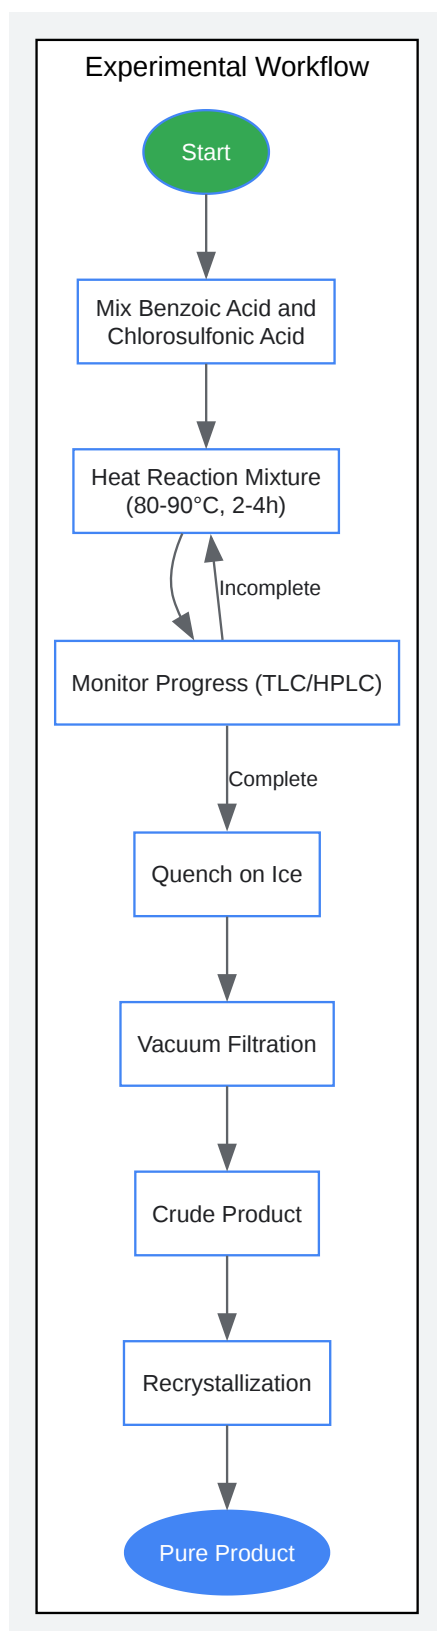 Experimental Workflow
Start
Mix Benzoic Acid and
Chlorosulfonic Acid
Heat Reaction Mixture
(80-90°C, 2-4h)
Incomplete
Monitor Progress (TLC/HPLC)
Complete
Quench on Ice
Vacuum Filtration
Crude Product
Recrystallization
Pure Product